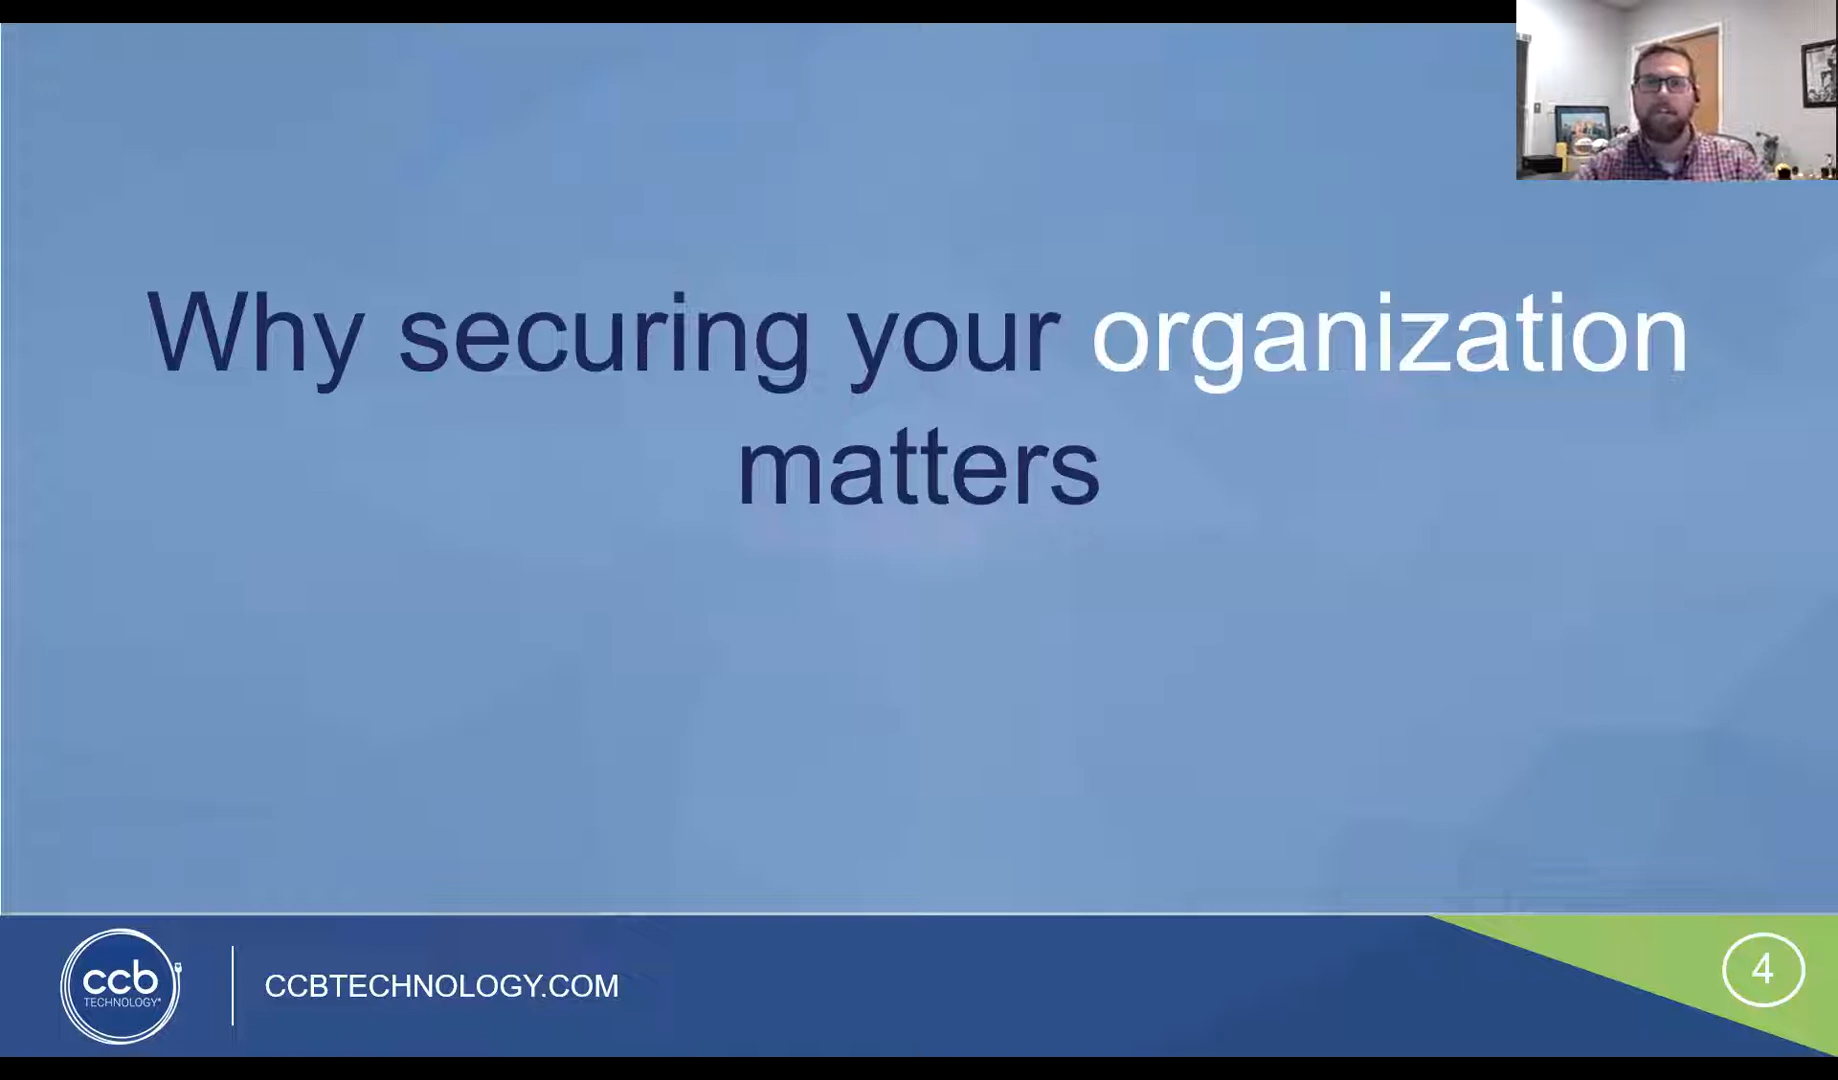 Why securing your organization
matters
ccb
TECHNOLOGY
CCBTECHNOLOGY.COM
4